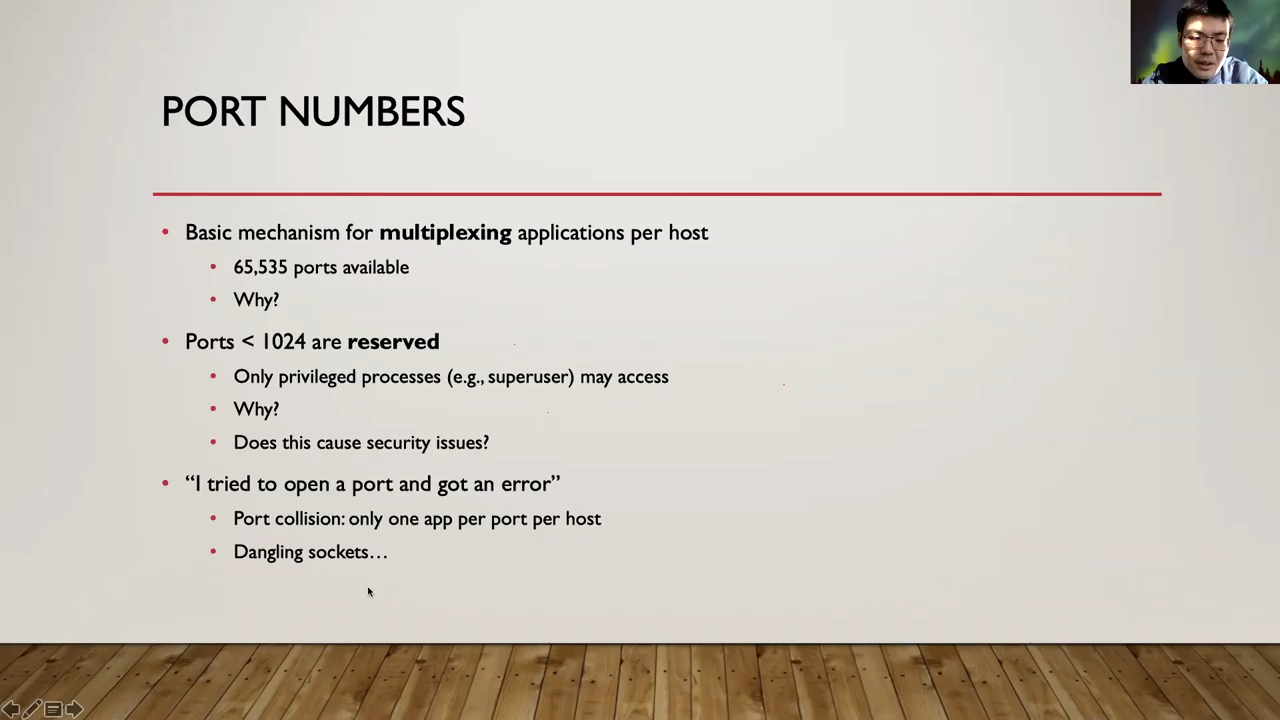 PORT NUMBERS
• Basic mechanism for multiplexing applications per host
• 65,535 ports available
• Why?
• Ports < 1024 are reserved
• Only privileged processes (e.g., superuser) may access
• Why?
• Does this cause security issues?
• “I tried to open a port and got an error”
• Port collision: only one app per port per host
• Dangling sockets…